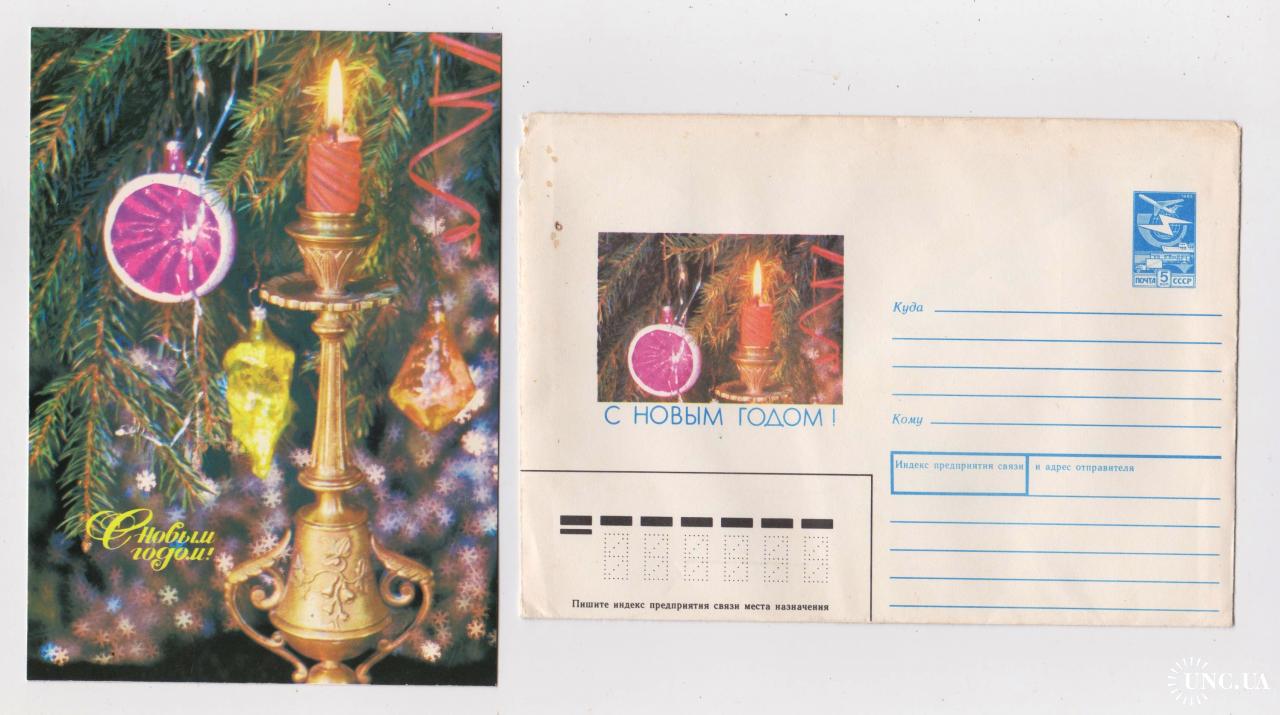 С Новым
годом!
С НОВЫМ ГОДОМ!
ПОЧТА 5 СССР
Куда
Кому
Индекс предприятия связи и адрес отправителя
Пишите индекс предприятия связи места назначения
UNC.UA